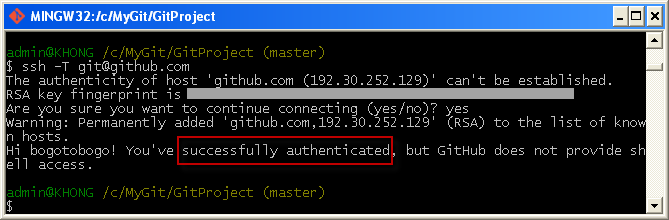 MINGW32:/c/MyGit/GitProject
admin@KHONG /c/MyGit/GitProject (master)
$ ssh -T git@github.com
The authenticity of host 'github.com (192.30.252.129)' can't be established.
RSA key fingerprint is
Are you sure you want to continue connecting (yes/no)? yes
Warning: Permanently added 'github.com,192.30.252.129' (RSA) to the list of know
n hosts.
Hi bogotobogo! You've successfully authenticated, but GitHub does not provide sh
ell access.
admin@KHONG /c/MyGit/GitProject (master)
$